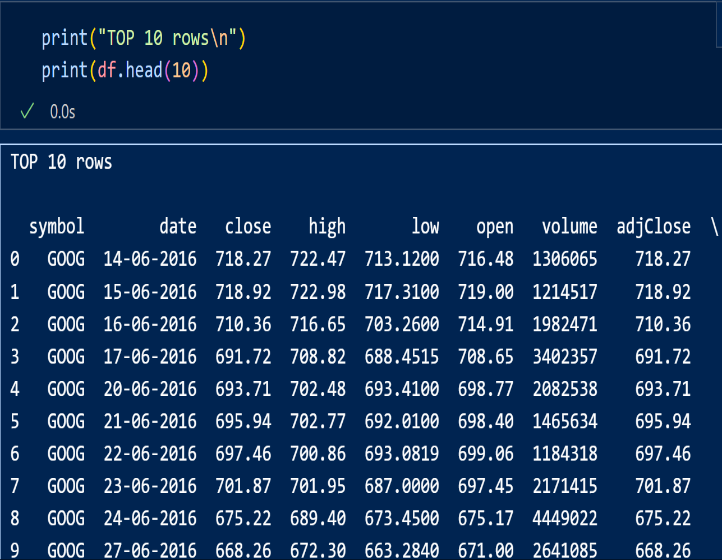 print("TOP 10 rows\n")
print(df.head(10))
✓ 0.0s
TOP 10 rows
symbol date close high low open volume adjClose \
0 GOOG 14-06-2016 718.27 722.47 713.1200 716.48 1306065 718.27
1 GOOG 15-06-2016 718.92 722.98 717.3100 719.00 1214517 718.92
2 GOOG 16-06-2016 710.36 716.65 703.2600 714.91 1982471 710.36
3 GOOG 17-06-2016 691.72 708.82 688.4515 708.65 3402357 691.72
4 GOOG 20-06-2016 693.71 702.48 693.4100 698.77 2082538 693.71
5 GOOG 21-06-2016 695.94 702.77 692.0100 698.40 1465634 695.94
6 GOOG 22-06-2016 697.46 700.86 693.0819 699.06 1184318 697.46
7 GOOG 23-06-2016 701.87 701.95 687.0000 697.45 2171415 701.87
8 GOOG 24-06-2016 675.22 689.40 673.4500 675.17 4449022 675.22
9 GOOG 27-06-2016 668.26 672.30 663.2840 671.00 2641085 668.26